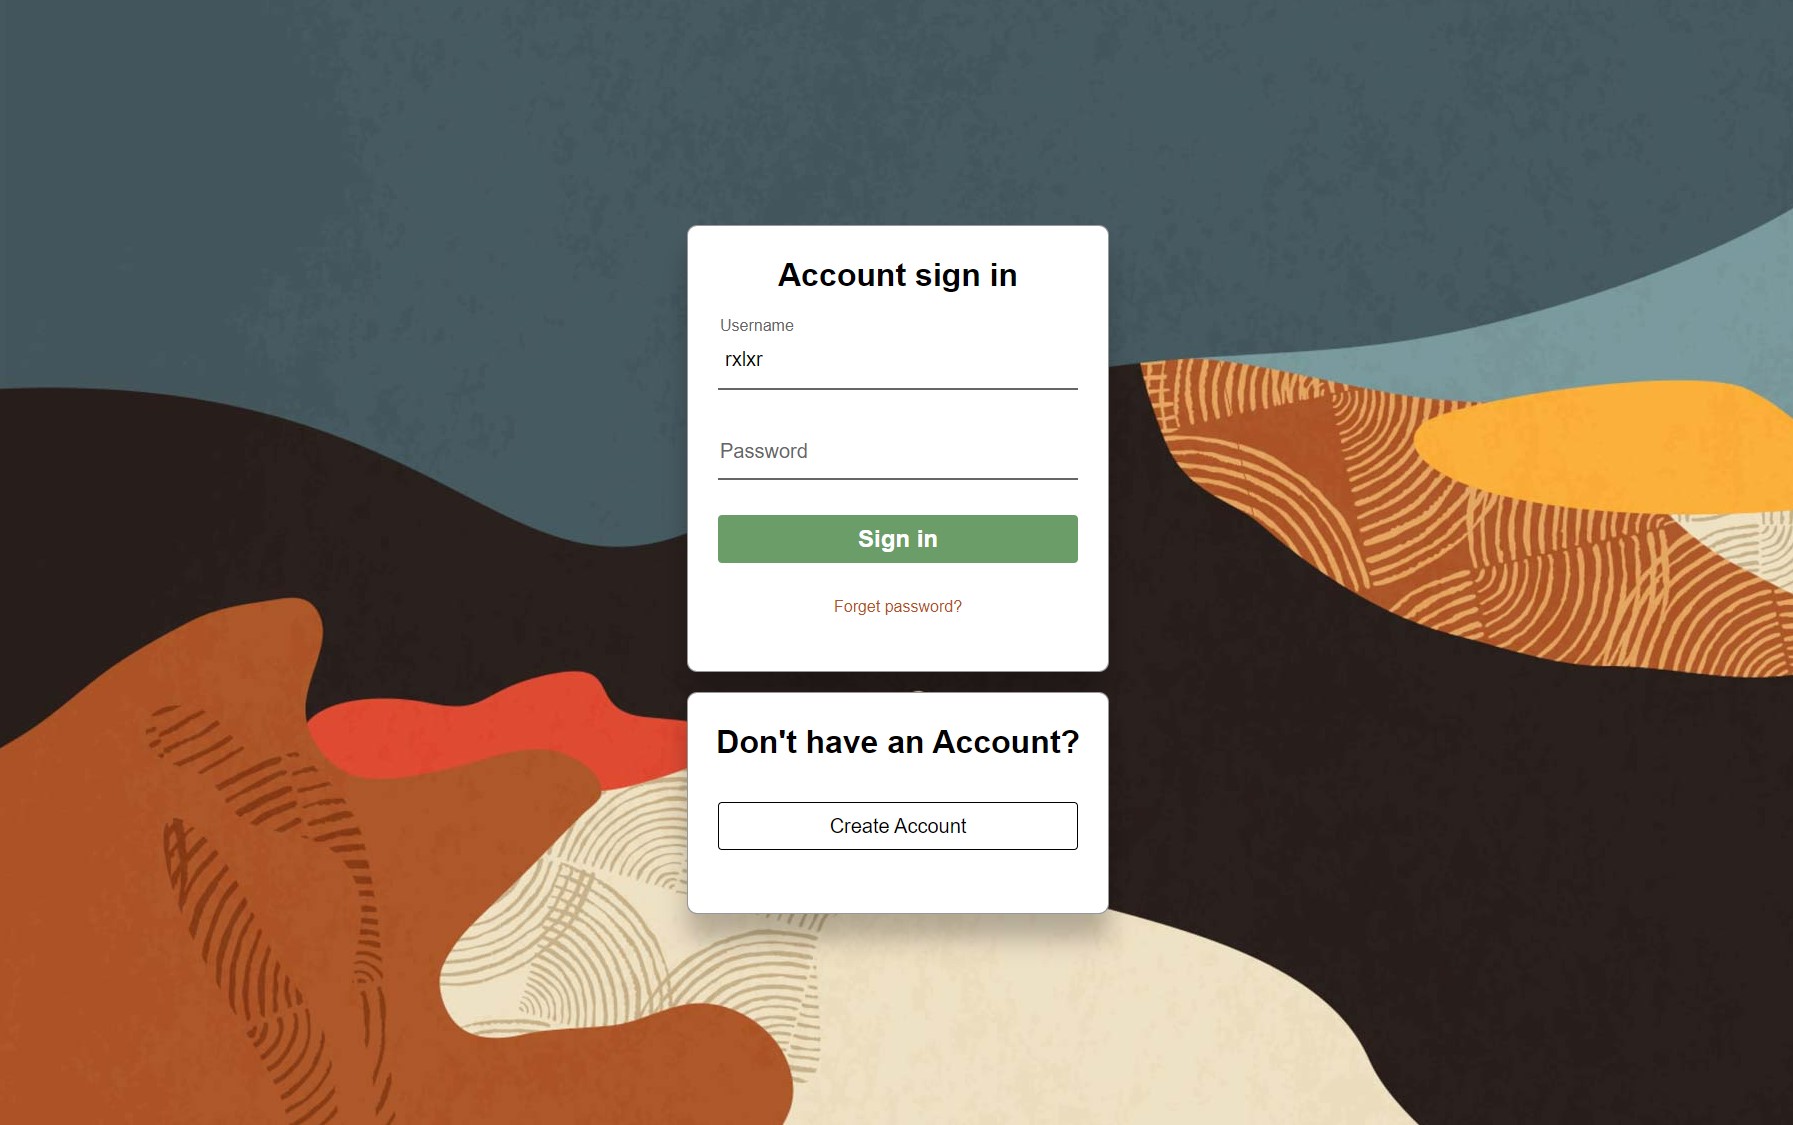 Account sign in
Username
rxlxr
Password
Sign in
Forget password?
Don't have an Account?
Create Account